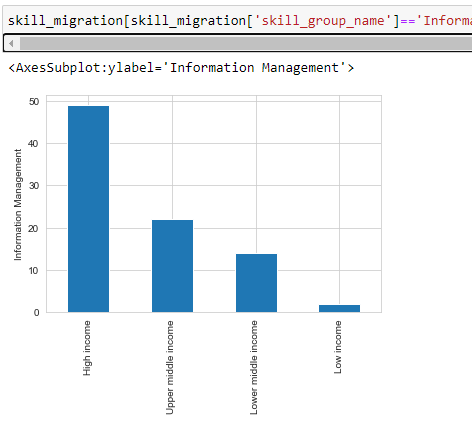 skill_migration[skill_migration['skill_group_name']=='Informa
<AxesSubplot:ylabel='Information Management'>
50
40
30
20
10
0
Information Management
High income
Upper middle income
Lower middle income
Low income